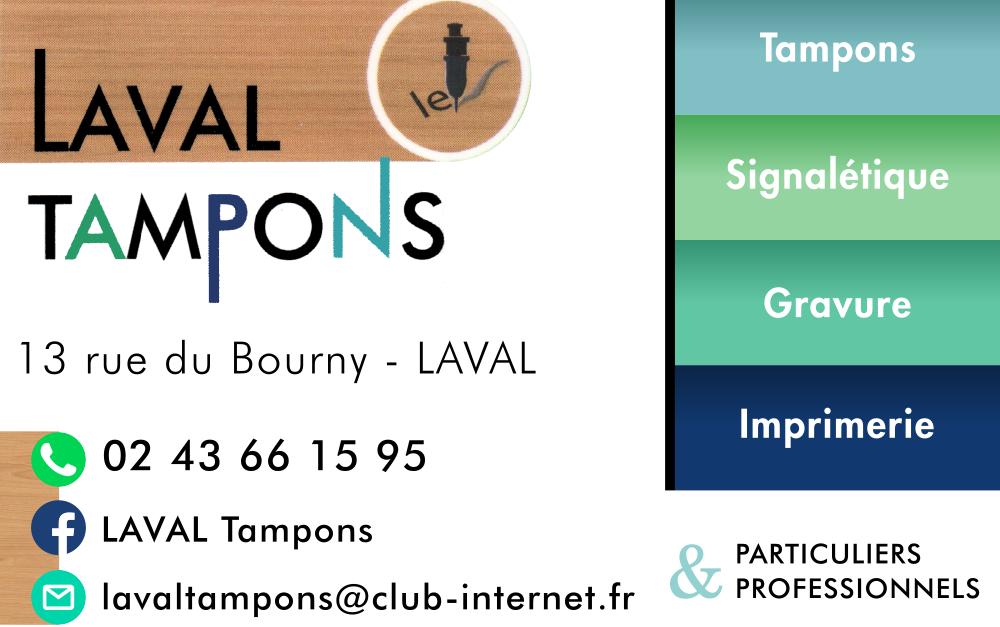 LAVAL
le
TAMPONS
13 rue du Bourny - LAVAL
02 43 66 15 95
LAVAL Tampons
lavaltampons@club-internet.fr
Tampons
Signalétique
Gravure
Imprimerie
& PARTICULIERS
PROFESSIONNELS